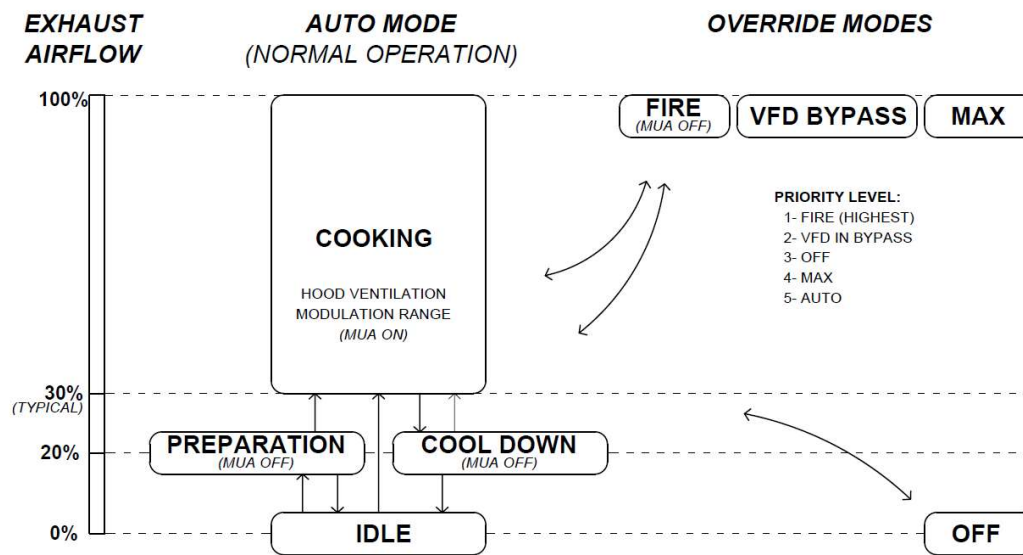 EXHAUST
AIRFLOW
AUTO MODE
(NORMAL OPERATION)
OVERRIDE MODES
100%
FIRE
(MUA OFF)
VFD BYPASS
MAX
PRIORITY LEVEL:
1- FIRE (HIGHEST)
2- VFD IN BYPASS
3- OFF
4- MAX
5- AUTO
COOKING
HOOD VENTILATION
MODULATION RANGE
(MUA ON)
30%
(TYPICAL)
PREPARATION
(MUA OFF)
COOL DOWN
(MUA OFF)
20%
0%
IDLE
OFF